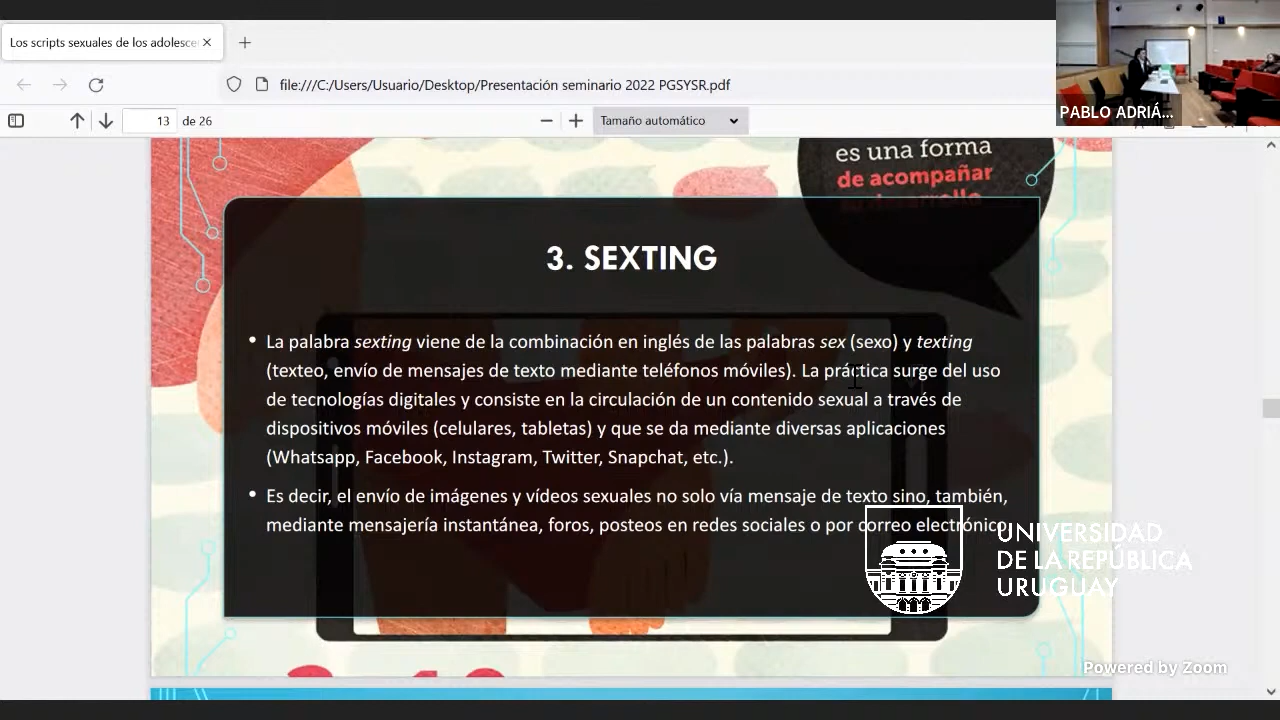 Los scripts sexuales de los adolesce
file:///C:/Users/Usuario/Desktop/Presentación seminario 2022 PGSYSR.pdf
PABLO ADRIÁ...
13 de 26
Tamaño automático
es una forma
de acompañar
su desarrollo
3. SEXTING
• La palabra sexting viene de la combinación en inglés de las palabras sex (sexo) y texting
(texteo, envío de mensajes de texto mediante teléfonos móviles). La práctica surge del uso
de tecnologías digitales y consiste en la circulación de un contenido sexual a través de
dispositivos móviles (celulares, tabletas) y que se da mediante diversas aplicaciones
(Whatsapp, Facebook, Instagram, Twitter, Snapchat, etc.).
• Es decir, el envío de imágenes y vídeos sexuales no solo vía mensaje de texto sino, también,
mediante mensajería instantánea, foros, posteos en redes sociales o por correo electrónico.
UNIVERSIDAD
DE LA REPÚBLICA
URUGUAY
Powered by Zoom